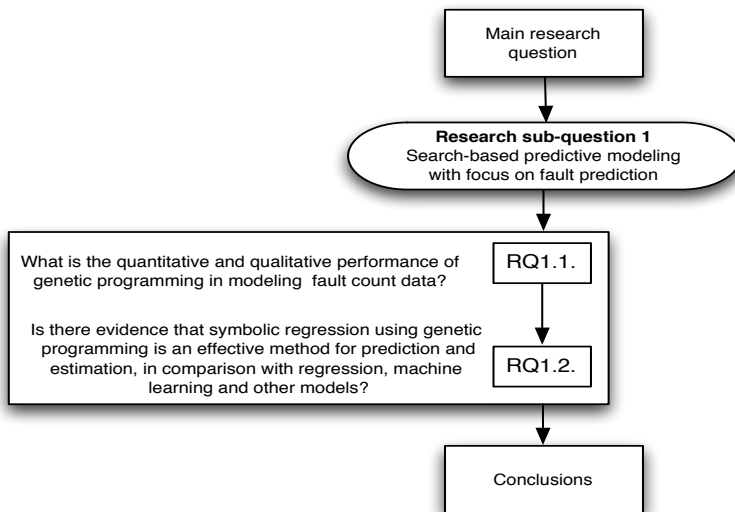 Main research
question
Research sub-question 1
Search-based predictive modeling
with focus on fault prediction
What is the quantitative and qualitative performance of
genetic programming in modeling fault count data?
RQ1.1.
Is there evidence that symbolic regression using genetic
programming is an effective method for prediction and
estimation, in comparison with regression, machine
learning and other models?
RQ1.2.
Conclusions